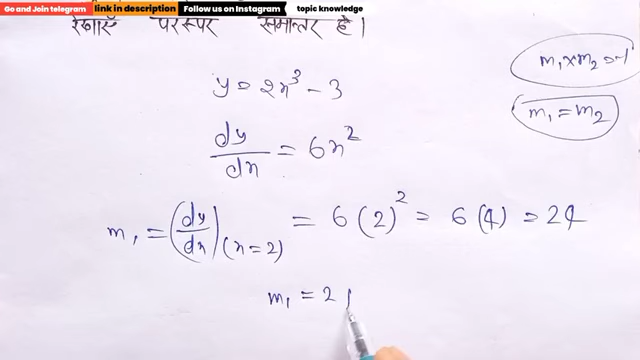 Go and Join telegram link in description Follow us on Instagram topic knowledge
रेखाएँ परस्पर समान्तर है।
m₁×m₂=-1
y = 2x³ - 3
m₁ = m₂
dy/dx = 6x²
m₁ = (dy/dx)(x=2) = 6(2)² = 6(4) = 24
m₁ = 2